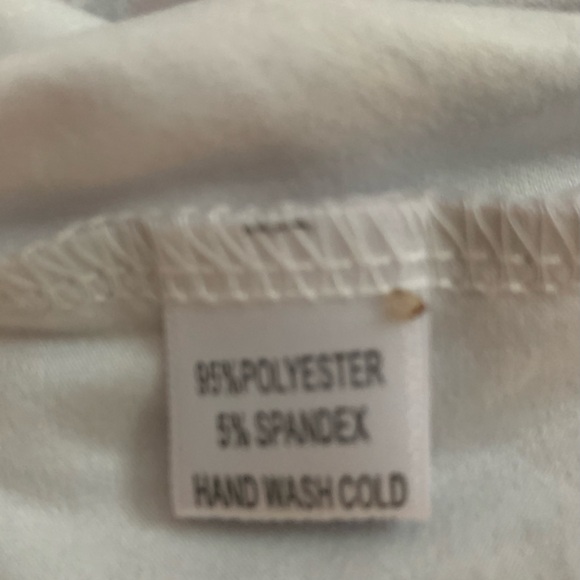 95%POLYESTER
5% SPANDEX
HAND WASH COLD